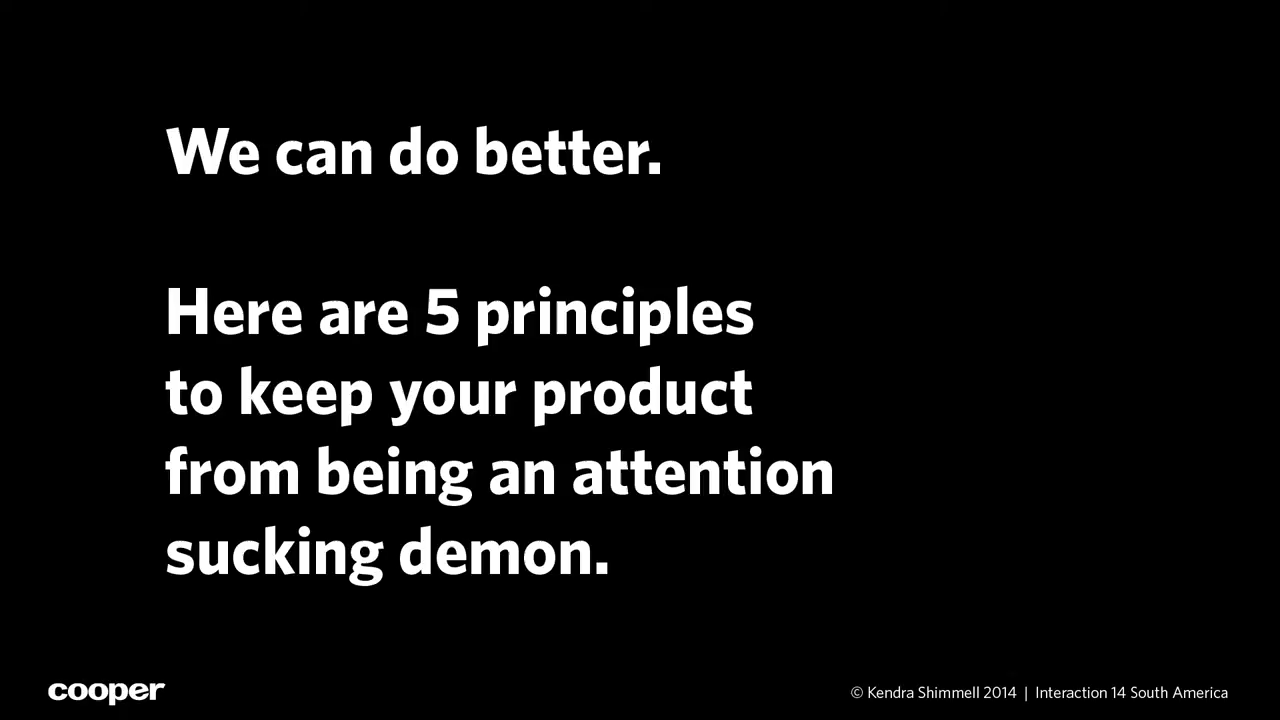 We can do better.
Here are 5 principles
to keep your product
from being an attention
sucking demon.
cooper
© Kendra Shimmell 2014 | Interaction 14 South America